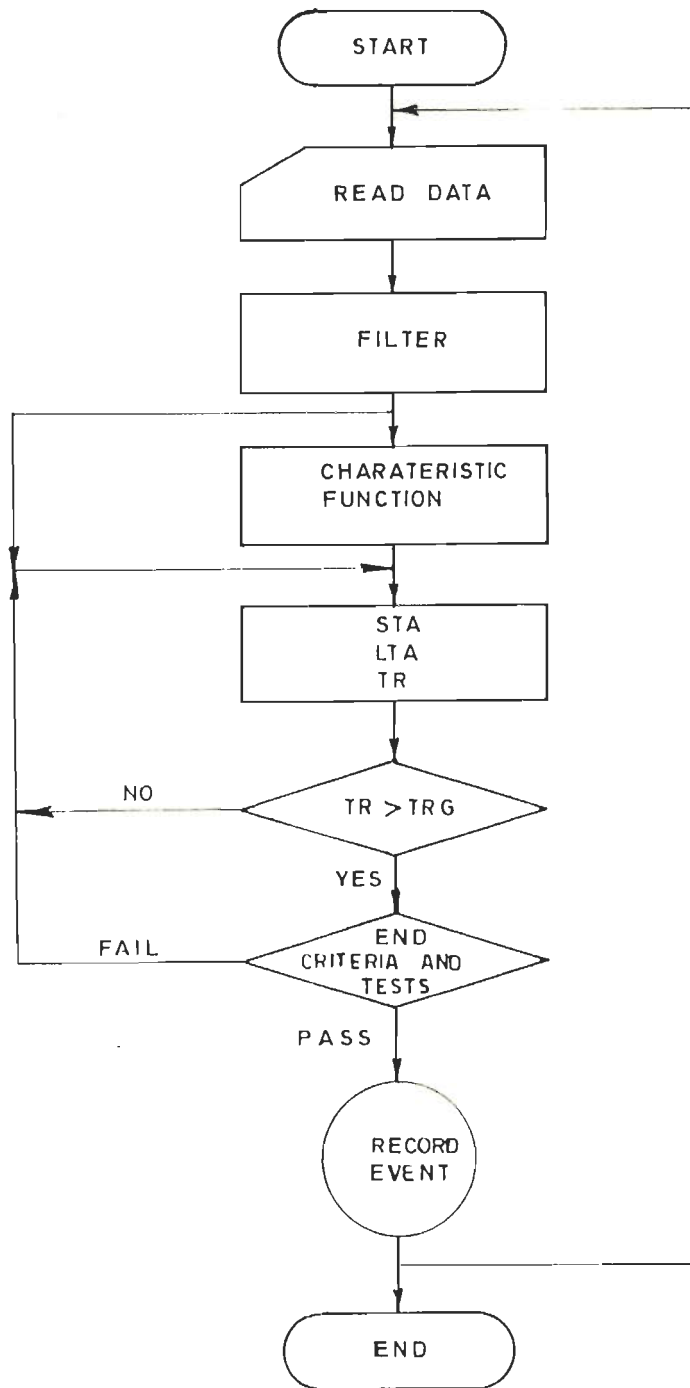 START
READ DATA
FILTER
CHARATERISTIC
FUNCTION
STA
LTA
TR
NO
TR > TRG
YES
FAIL
END
CRITERIA AND
TESTS
PASS
RECORD
EVENT
END